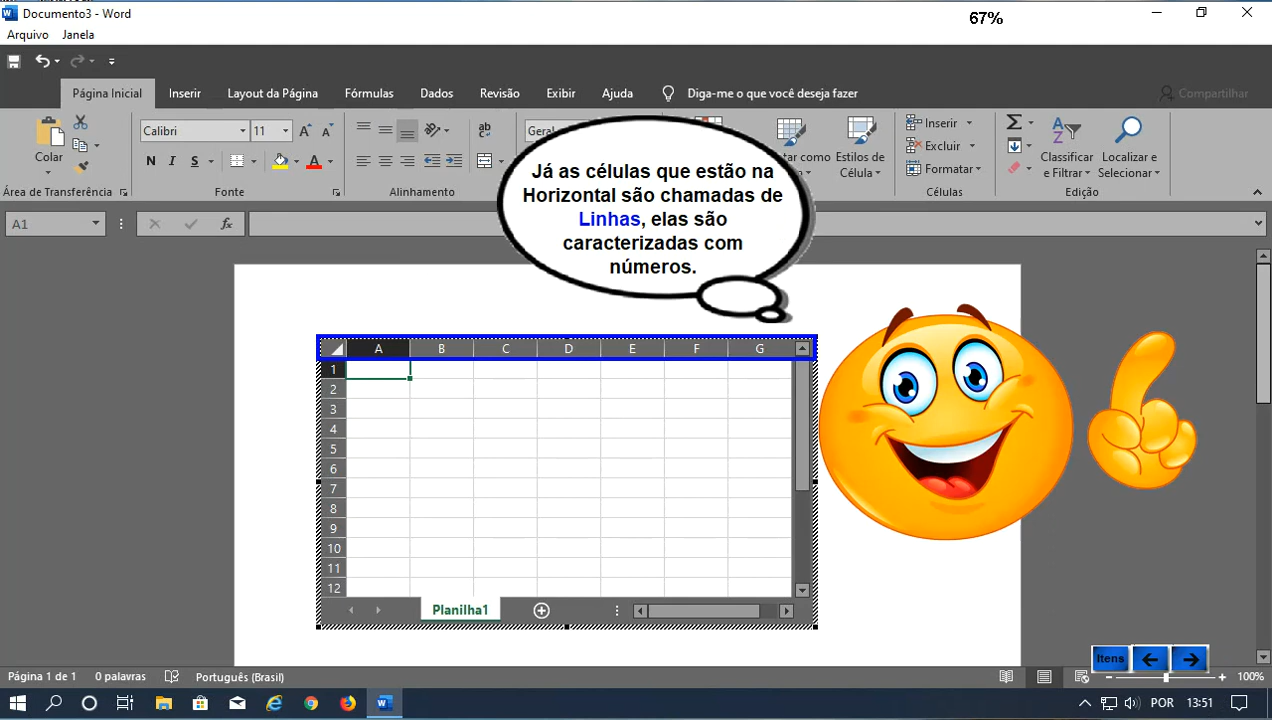 Documento3 - Word
67%
Arquivo Janela
Página Inicial Inserir Layout da Página Fórmulas Dados Revisão Exibir Ajuda Diga-me o que você deseja fazer Compartilhar
Colar
Área de Transferência
Calibri 11
N I S
Fonte
Alinhamento
Geral
Estilos de
Célula
Inserir
Excluir
Formatar
Células
Classificar
e Filtrar
Localizar e
Selecionar
Edição
A1 fx
Já as células que estão na
Horizontal são chamadas de
Linhas, elas são
caracterizadas com
números.
A B C D E F G
1
2
3
4
5
6
7
8
9
10
11
12
Planilha1
Itens
Página 1 de 1 0 palavras Português (Brasil) 100%
POR 13:51